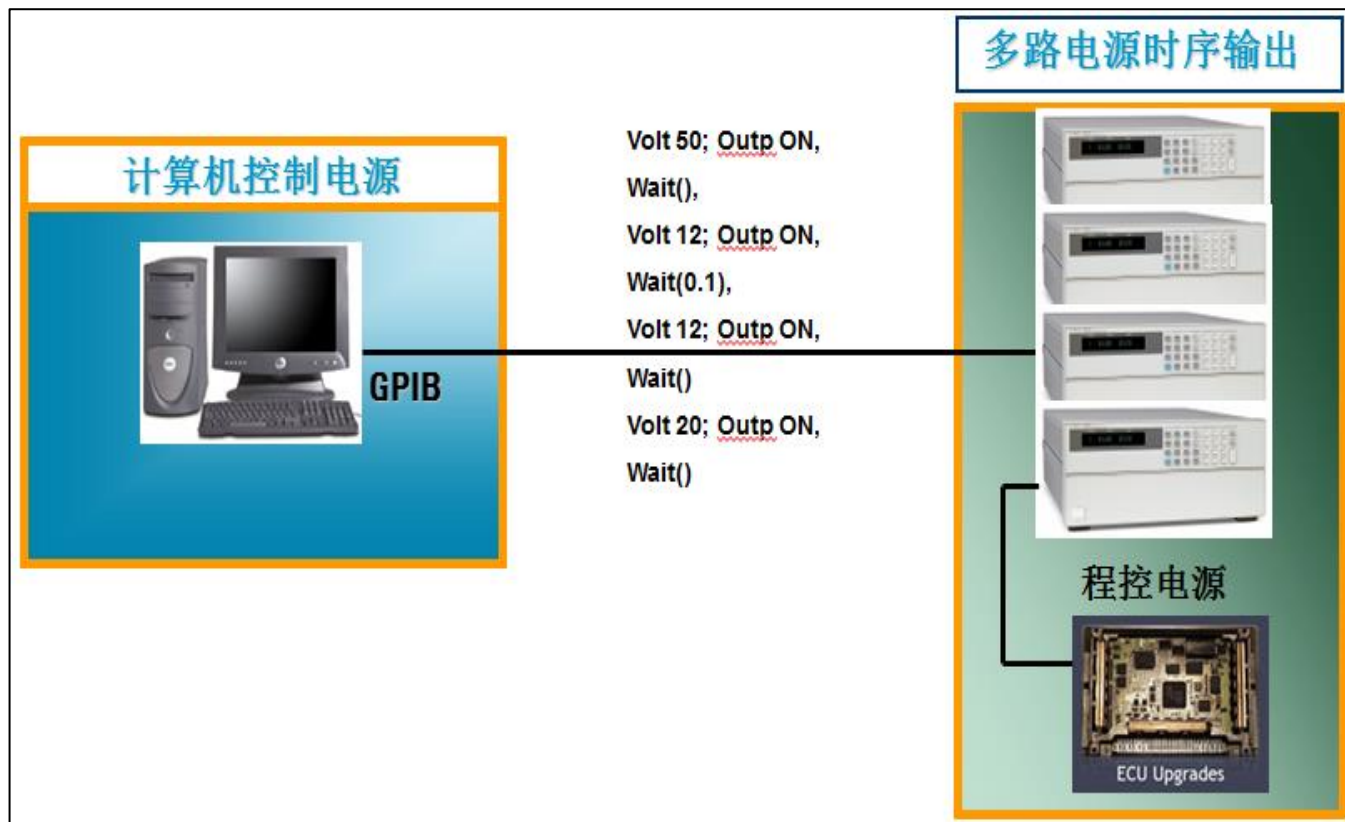 多路电源时序输出
计算机控制电源
GPIB
Volt 50; Outp ON,
Wait(),
Volt 12; Outp ON,
Wait(0.1),
Volt 12; Outp ON,
Wait()
Volt 20; Outp ON,
Wait()
程控电源
ECU Upgrades